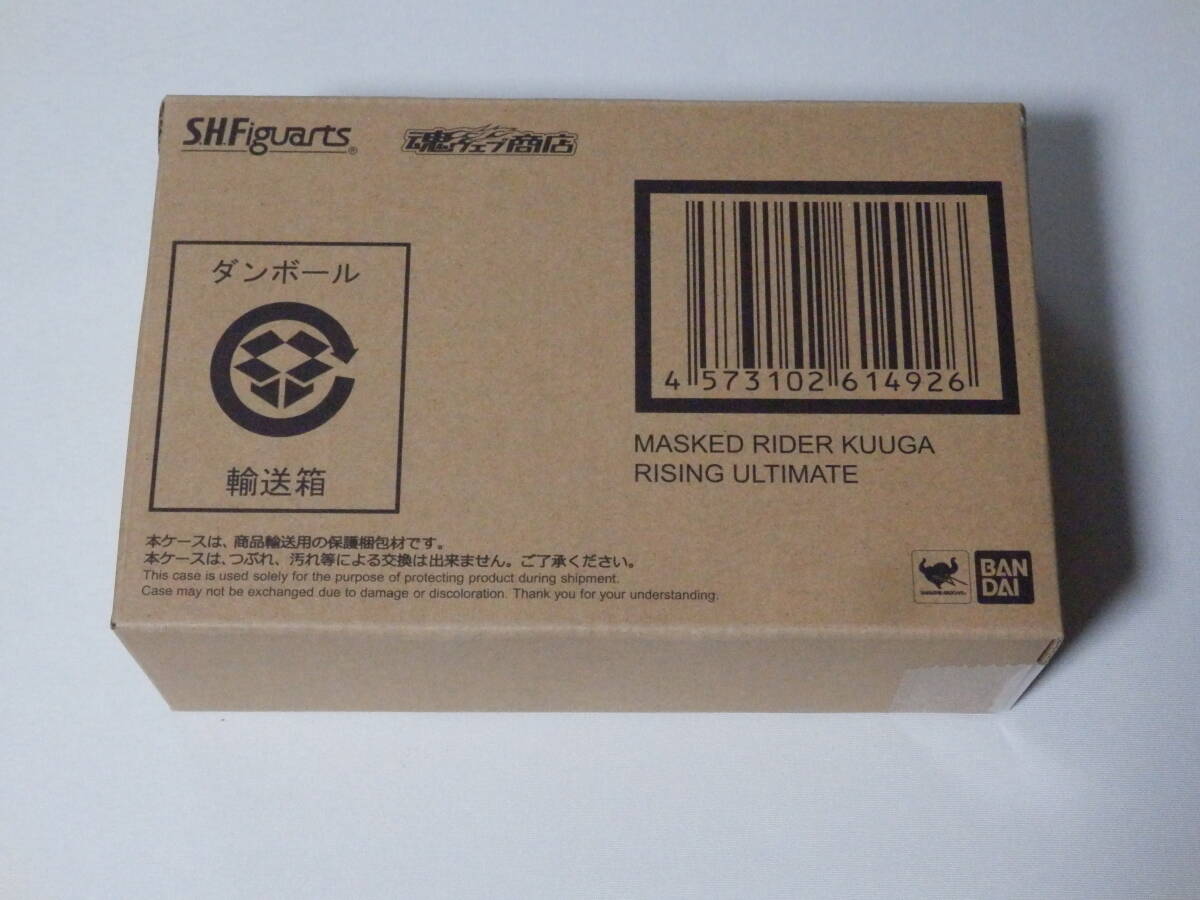 S.H.Figuarts®
魂ウェブ商店
ダンボール
輸送箱
4 573102 614926
MASKED RIDER KUUGA
RISING ULTIMATE
本ケースは、商品輸送用の保護梱包材です。
本ケースは、つぶれ、汚れ等による交換は出来ません。ご了承ください。
This case is used solely for the purpose of protecting product during shipment.
Case may not be exchanged due to damage or discoloration. Thank you for your understanding.
BAN
DAI